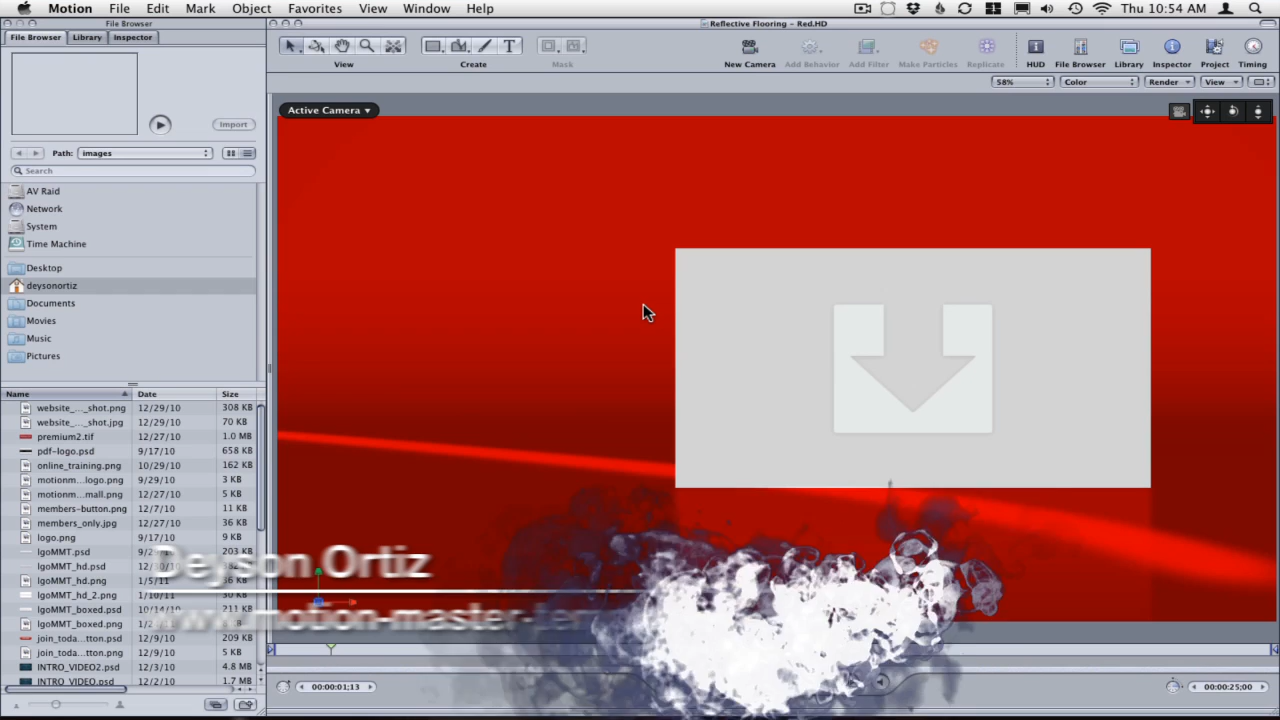 Motion File Edit Mark Object Favorites View Window Help Thu 10:54 AM
File Browser
Reflective Flooring – Red.HD
File Browser Library Inspector
View Create Mask New Camera Add Behavior Add Filter Make Particles Replicate HUD File Browser Library Inspector Project Timing
58% Color Render View
Active Camera
Import
Path: images
Search
AV Raid
Network
System
Time Machine
Desktop
deysonortiz
Documents
Movies
Music
Pictures
Name Date Size
website_..._shot.png 12/29/10 308 KB
website_..._shot.jpg 12/29/10 70 KB
premium2.tif 12/27/10 1.0 MB
pdf-logo.psd 9/17/10 658 KB
online_training.png 10/29/10 162 KB
motionm...logo.png 9/29/10 3 KB
motionm...mall.png 12/27/10 5 KB
members-button.png 12/7/10 11 KB
members_only.jpg 12/7/10 36 KB
logo.png 9/17/10 9 KB
lgoMMT.psd 203 KB
lgoMMT_hd.psd
lgoMMT_hd.png 1/5/11 36 KB
lgoMMT_hd_2.png 1/10/11
lgoMMT_boxed.psd 10/14/10 211 KB
lgoMMT_boxed.png
join_toda...tton.psd 12/9/10 209 KB
join_toda...tton.png 12/9/10 5 KB
INTRO_VIDEO2.psd 12/3/10 4.8 MB
INTRO_VIDEO.psd 12/2/10 1.7 MB
Deyson Ortiz
motion-master-
00:00:01;13
00:00:25;00